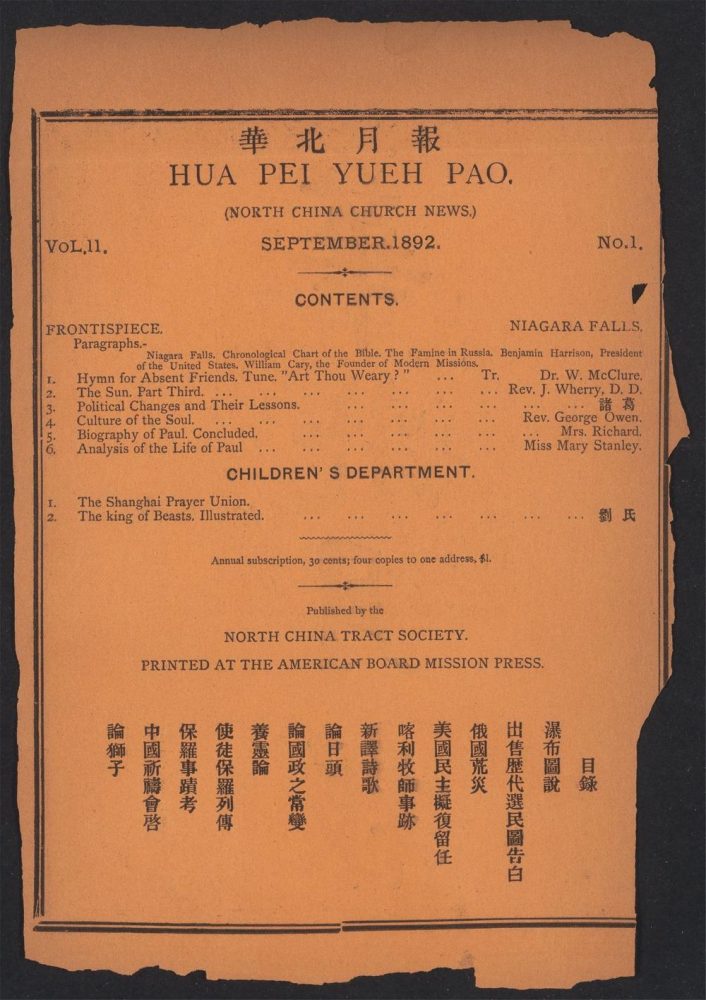 華北月報
HUA PEI YUEH PAO.
(NORTH CHINA CHURCH NEWS.)
VOL.11. SEPTEMBER.1892. NO.1.
CONTENTS.
FRONTISPIECE. NIAGARA FALLS.
Paragraphs.-
Niagara Falls. Chronological Chart of the Bible. The Famine in Russia. Benjamin Harrison, President
of the United States. William Cary, the Founder of Modern Missions.
1. Hymn for Absent Friends. Tune. "Art Thou Weary?" ... Tr. Dr. W. McClure.
2. The Sun. Part Third. ... ... ... ... ... ... ... Rev. J. Wherry, D. D.
3. Political Changes and Their Lessons. ... ... ... ... ... ... 諸葛
4. Culture of the Soul. ... ... ... ... ... ... ... Rev. George Owen.
5. Biography of Paul. Concluded. ... ... ... ... ... ... Mrs. Richard.
6. Analysis of the Life of Paul ... ... ... ... ... ... Miss Mary Stanley.
CHILDREN'S DEPARTMENT.
1. The Shanghai Prayer Union.
2. The king of Beasts. Illustrated. ... ... ... ... ... ... ... 劉氏
Annual subscription, 30 cents; four copies to one address, $1.
Published by the
NORTH CHINA TRACT SOCIETY.
PRINTED AT THE AMERICAN BOARD MISSION PRESS.
目錄
瀑布圖說
出售歷代選民圖告白
俄國荒災
美國民主擬復留任
喀利牧師事跡
新譯詩歌
論日頭
論國政之常變
養靈論
使徒保羅列傳
保羅事蹟考
中國祈禱會啓
論獅子